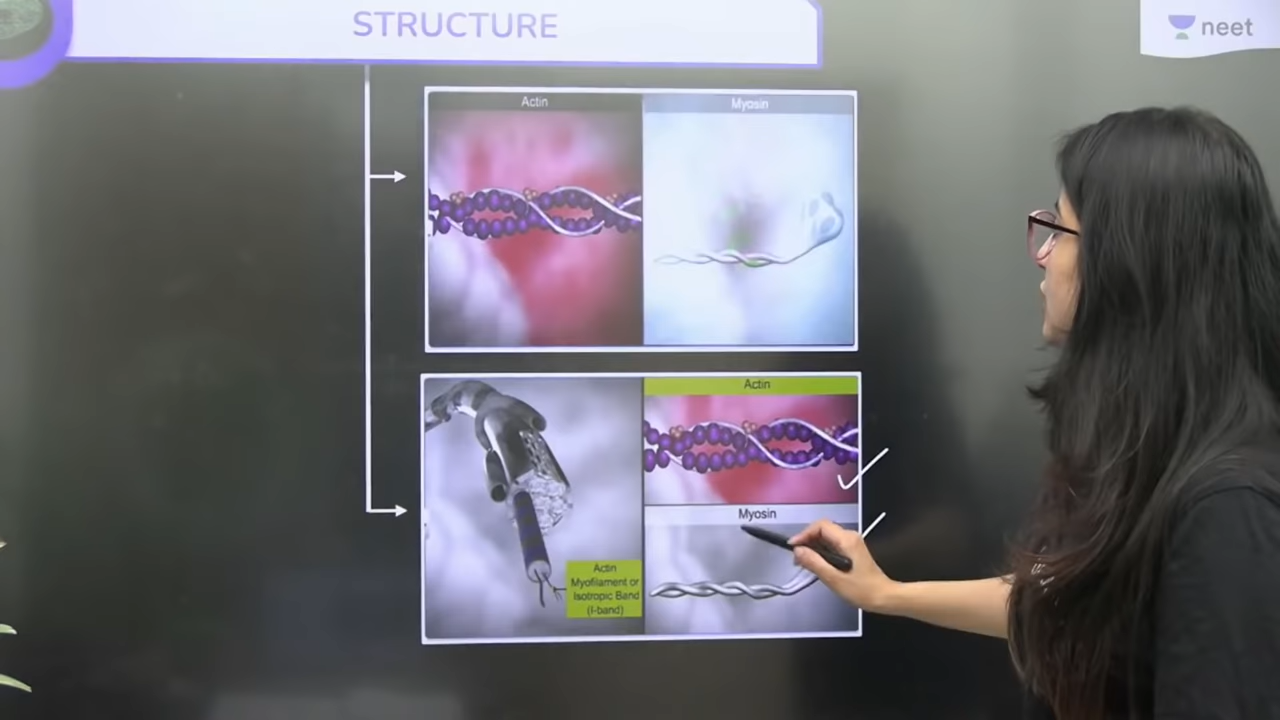 STRUCTURE
neet
Actin
Myosin
Actin
Myosin
Actin
Myofilament or
Isotropic Band
(I-band)